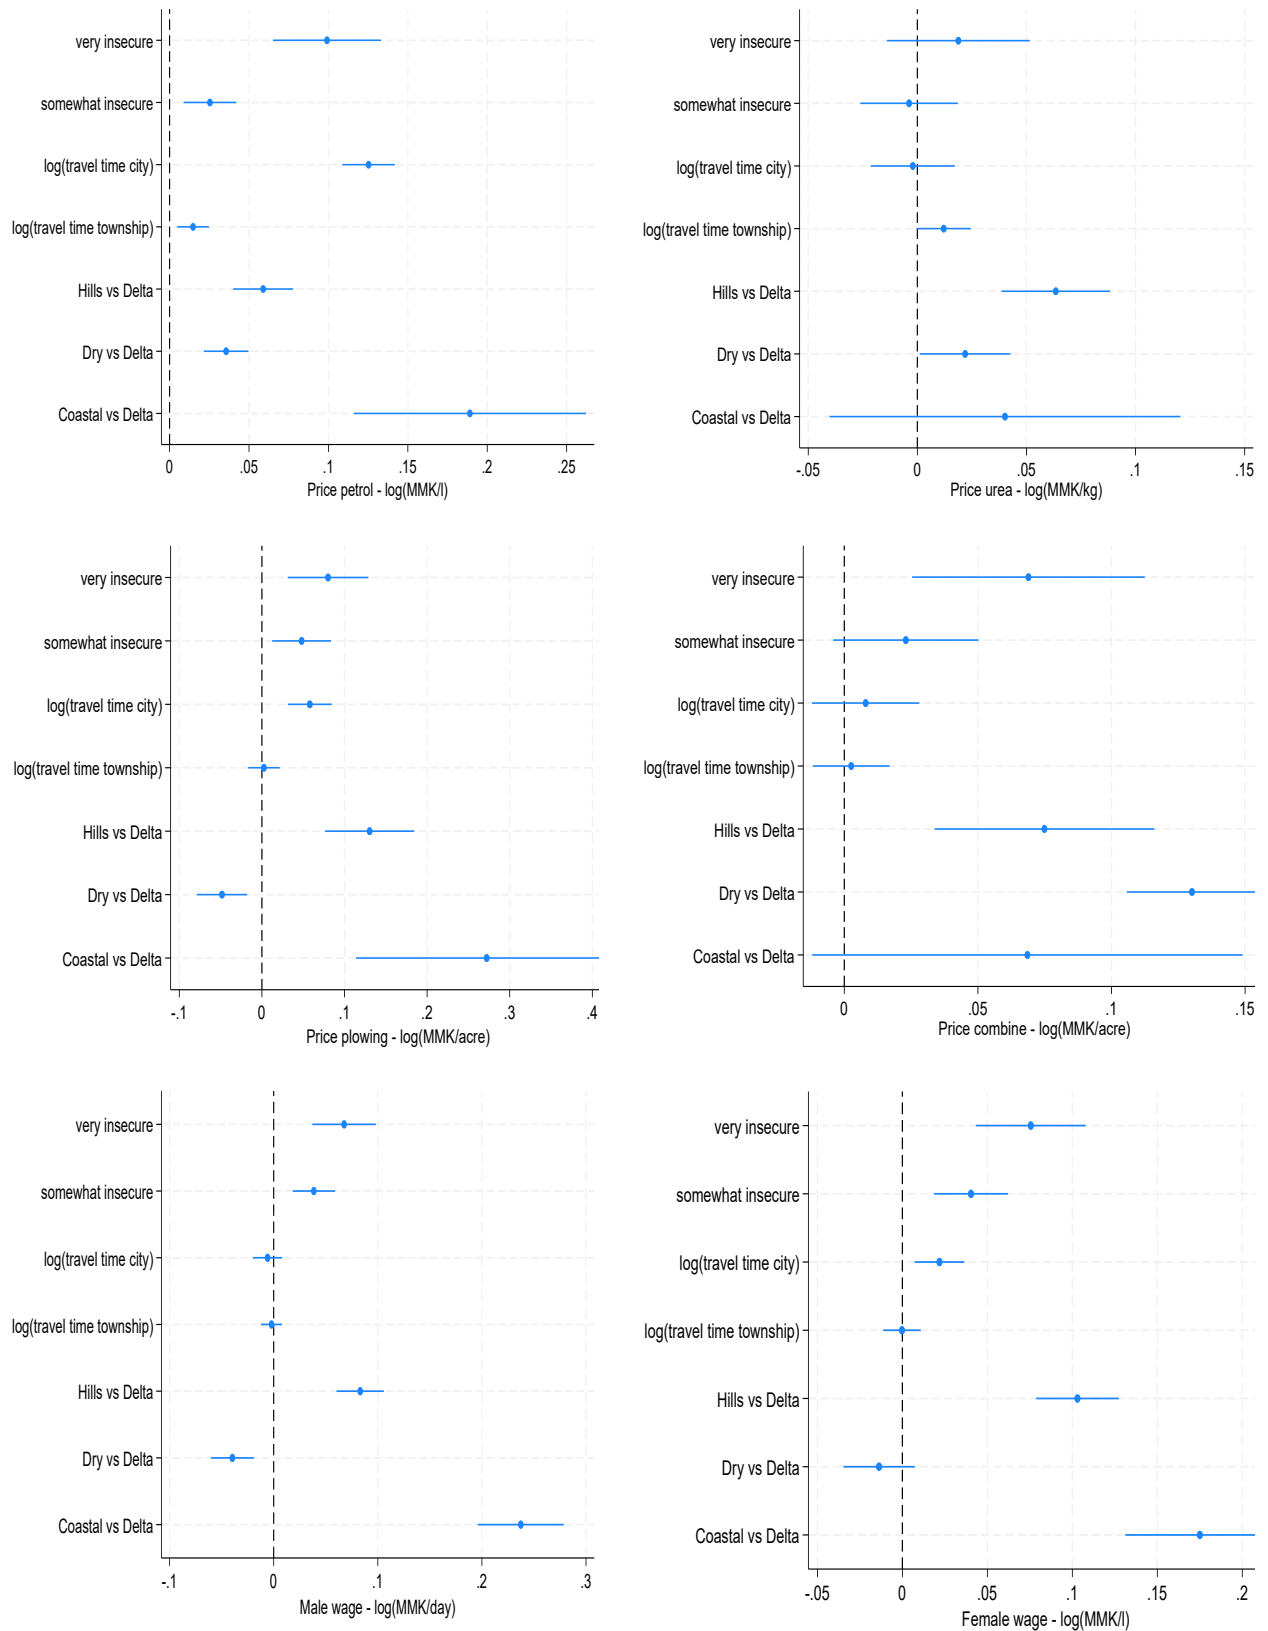 very insecure
somewhat insecure
log(travel time city)
log(travel time township)
Hills vs Delta
Dry vs Delta
Coastal vs Delta
0 .05 .1 .15 .2 .25
Price petrol - log(MMK/l)
very insecure
somewhat insecure
log(travel time city)
log(travel time township)
Hills vs Delta
Dry vs Delta
Coastal vs Delta
-.05 0 .05 .1 .15
Price urea - log(MMK/kg)
very insecure
somewhat insecure
log(travel time city)
log(travel time township)
Hills vs Delta
Dry vs Delta
Coastal vs Delta
-.1 0 .1 .2 .3 .4
Price plowing - log(MMK/acre)
very insecure
somewhat insecure
log(travel time city)
log(travel time township)
Hills vs Delta
Dry vs Delta
Coastal vs Delta
0 .05 .1 .15
Price combine - log(MMK/acre)
very insecure
somewhat insecure
log(travel time city)
log(travel time township)
Hills vs Delta
Dry vs Delta
Coastal vs Delta
-.1 0 .1 .2 .3
Male wage - log(MMK/day)
very insecure
somewhat insecure
log(travel time city)
log(travel time township)
Hills vs Delta
Dry vs Delta
Coastal vs Delta
-.05 0 .05 .1 .15 .2
Female wage - log(MMK/l)